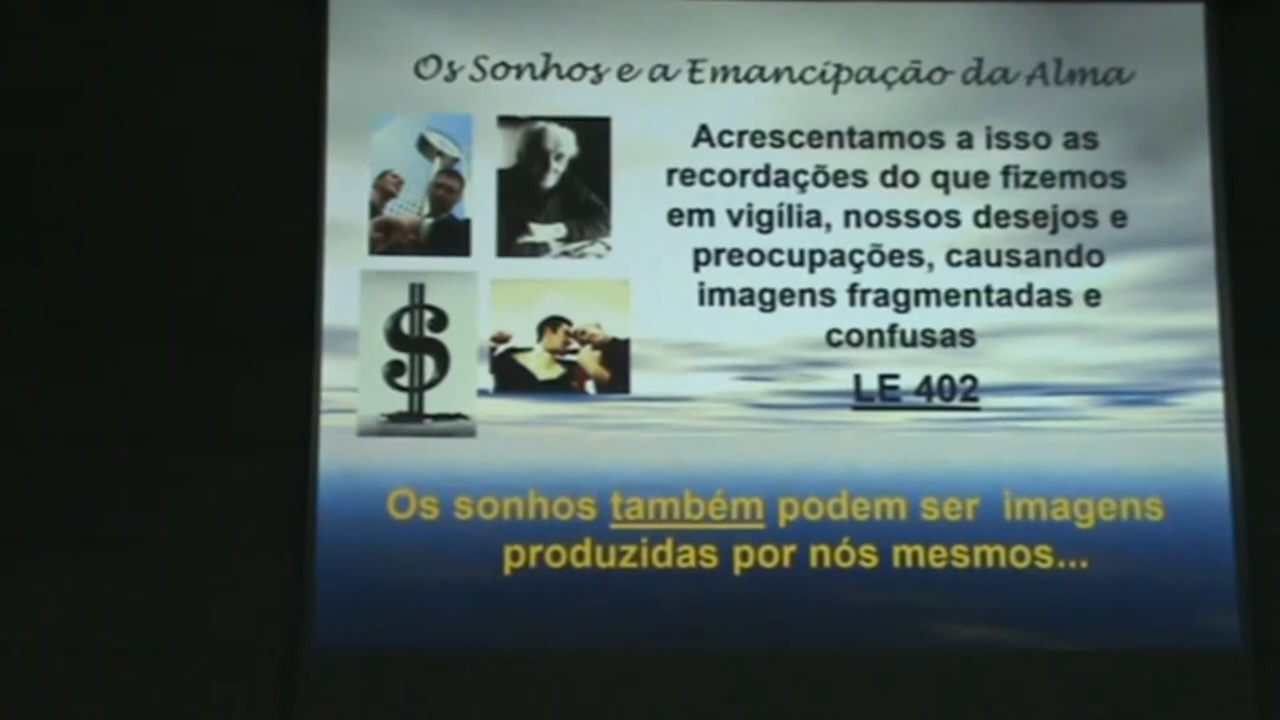 Os Sonhos e a Emancipação da Alma
Acrescentamos a isso as
recordações do que fizemos
em vigília, nossos desejos e
preocupações, causando
imagens fragmentadas e
confusas
LE 402
$
Os sonhos também podem ser imagens
produzidas por nós mesmos...